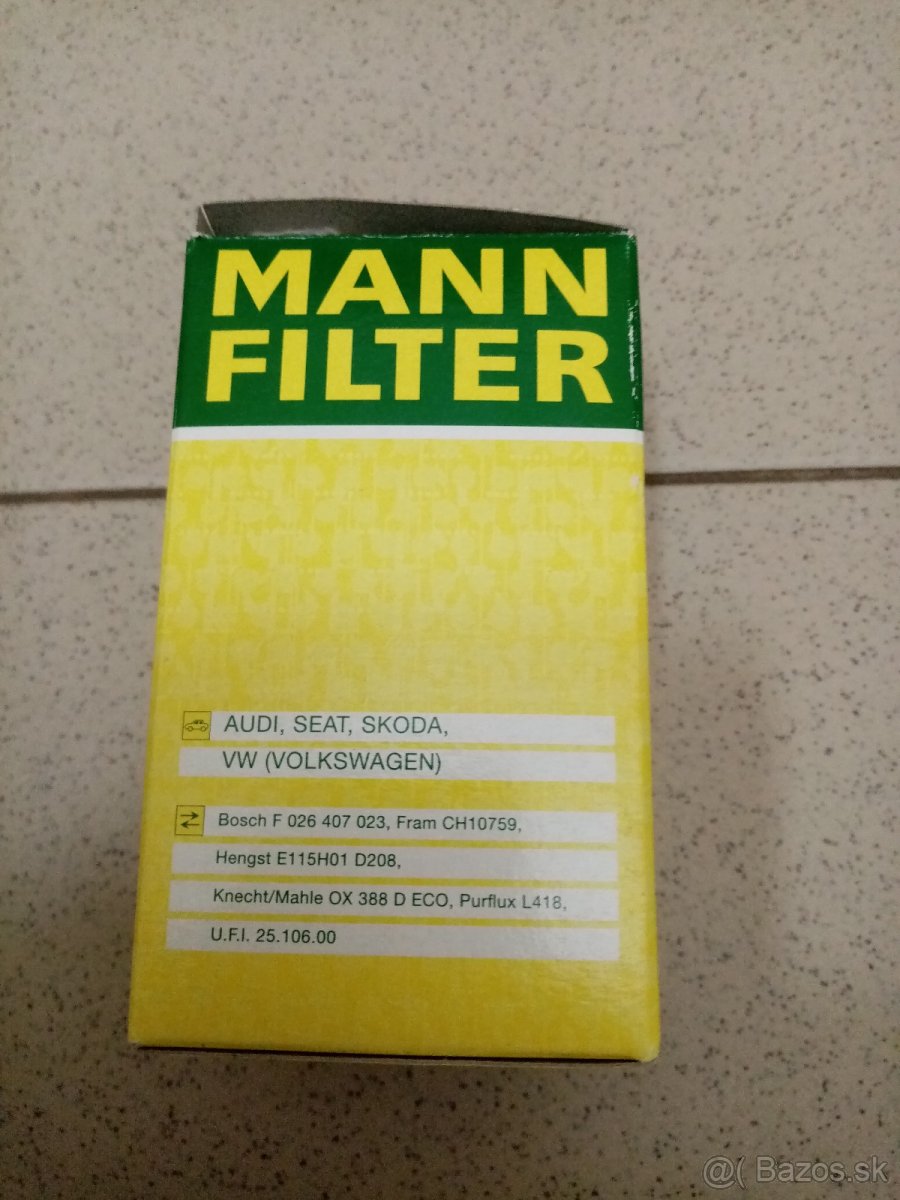 MANN
FILTER
AUDI, SEAT, SKODA,
VW (VOLKSWAGEN)
Bosch F 026 407 023, Fram CH10759,
Hengst E115H01 D208,
Knecht/Mahle OX 388 D ECO, Purflux L418,
U.F.I. 25.106.00
@( Bazos.sk